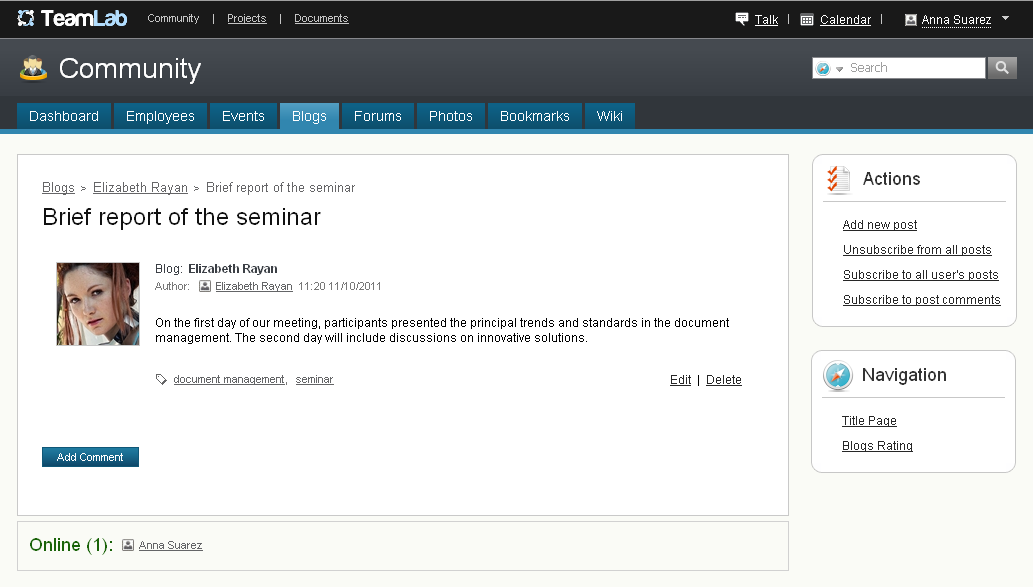 TeamLab Community | Projects | Documents Talk | Calendar | Anna Suarez
Community Search
Dashboard Employees Events Blogs Forums Photos Bookmarks Wiki
Blogs » Elizabeth Rayan » Brief report of the seminar
Brief report of the seminar
Blog: Elizabeth Rayan
Author: Elizabeth Rayan 11:20 11/10/2011
On the first day of our meeting, participants presented the principal trends and standards in the document
management. The second day will include discussions on innovative solutions.
document management, seminar
Edit | Delete
Add Comment
Online (1): Anna Suarez
Actions
Add new post
Unsubscribe from all posts
Subscribe to all user's posts
Subscribe to post comments
Navigation
Title Page
Blogs Rating